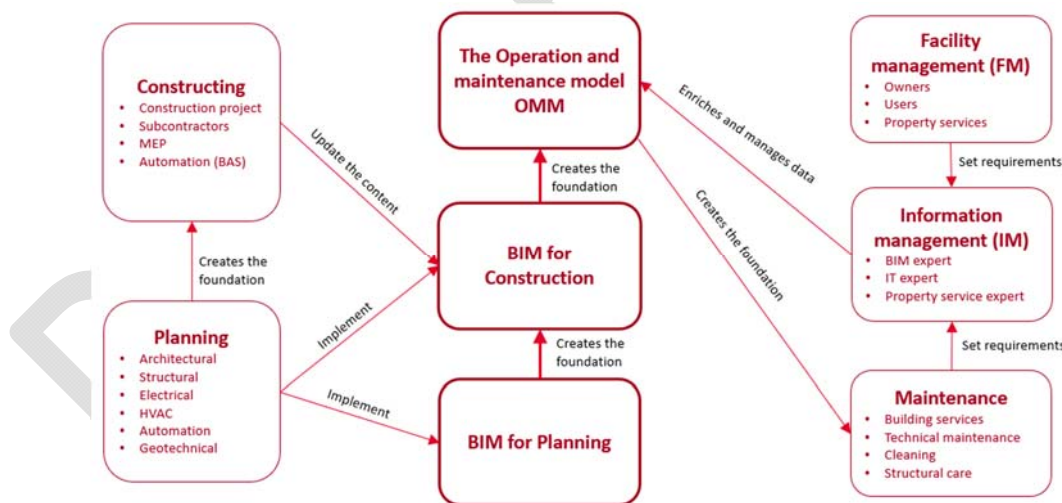 Constructing
• Construction project
• Subcontractors
• MEP
• Automation (BAS)
Creates the
foundation
Planning
• Architectural
• Structural
• Electrical
• HVAC
• Automation
• Geotechnical
Update the content
Implement
Implement
The Operation and
maintenance model
OMM
Creates the
foundation
BIM for
Construction
Creates the
foundation
BIM for Planning
Enriches and manages data
Creates the foundation
Facility
management (FM)
• Owners
• Users
• Property services
Set requirements
Information
management (IM)
• BIM expert
• IT expert
• Property service expert
Set requirements
Maintenance
• Building services
• Technical maintenance
• Cleaning
• Structural care